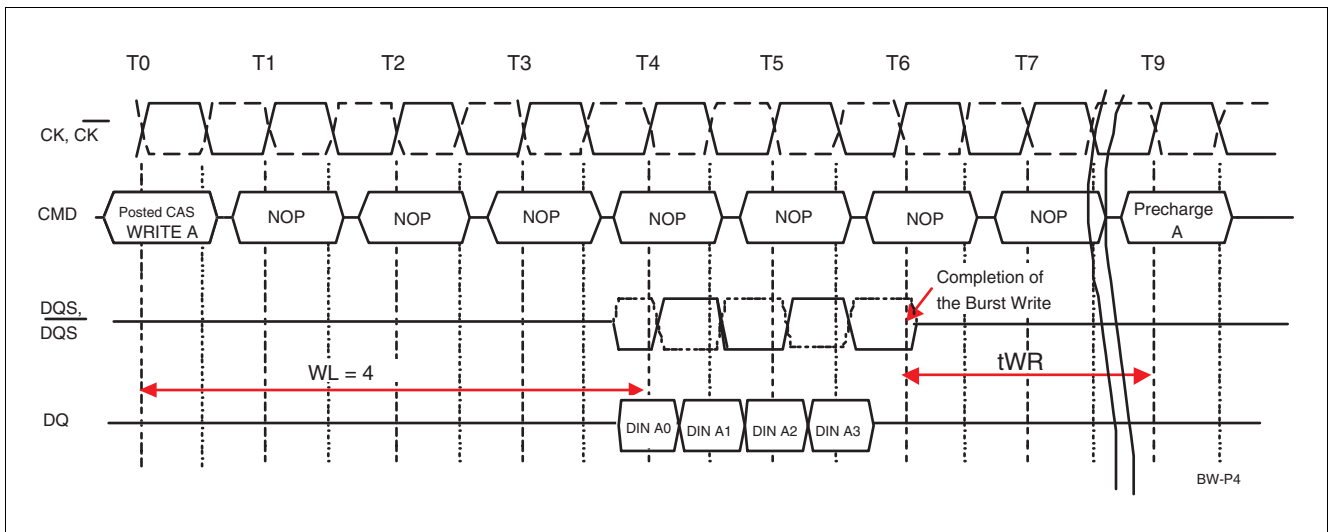 T0 T1 T2 T3 T4 T5 T6 T7 T9
CK, C̅K̅
CMD
Posted CAS
WRITE A
NOP NOP NOP NOP NOP NOP NOP
Precharge
A
Completion of
the Burst Write
DQS,
D̅Q̅S̅
WL = 4
tWR
DQ
DIN A0 DIN A1 DIN A2 DIN A3
BW-P4